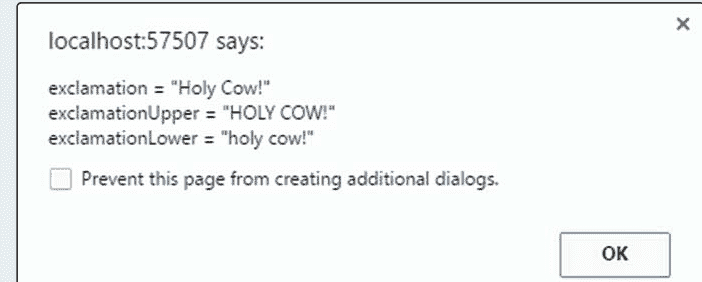 localhost:57507 says:
exclamation = "Holy Cow!"
exclamationUpper = "HOLY COW!"
exclamationLower = "holy cow!"
Prevent this page from creating additional dialogs.
OK